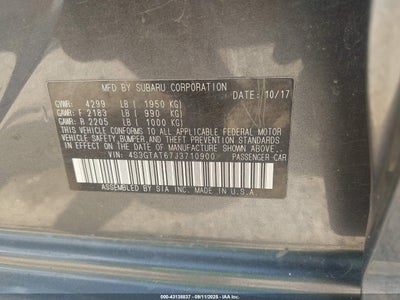 MFD BY SUBARU CORPORATION
DATE: 10/17
GVWR: 4299 LB ( 1950 KG)
GAWR: F 2183 LB ( 990 KG)
GAWR: R 2205 LB ( 1000 KG)
THIS VEHICLE CONFORMS TO ALL APPLICABLE FEDERAL MOTOR
VEHICLE SAFETY, BUMPER, AND THEFT PREVENTION STANDARDS
IN EFFECT ON THE DATE OF MANUFACTURE SHOWN ABOVE.
VIN: 4S3GTAT67J3710900 PASSENGER CAR
ASSEMBLED BY SIA INC. MADE IN U.S.A.
000-43138837 - 09/11/2025 - IAA Inc.